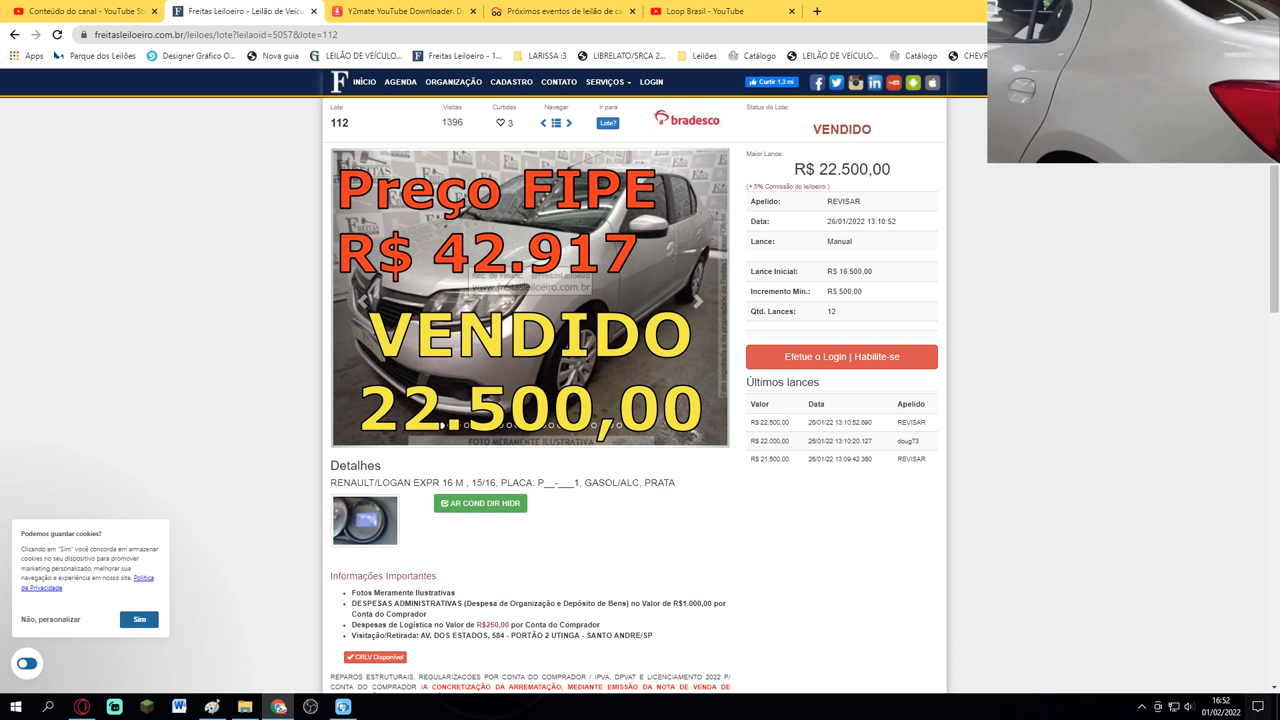 YouTube Studio - YouTube St
Freitas Leiloeiro - Leilão de Veíc
Y2mate YouTube Downloader. D
Próximos eventos de leilão de ca
Loop Brasil - YouTube
freitasleiloeiro.com.br/leiloes/lote?leilaoid=5057&lote=112
Apps
Parque dos Leilões
Designer Gráfico O...
Nova guia
LEILÃO DE VEÍCULO...
Freitas Leiloeiro - 1...
LARISSA :3
LIBRELATO/SRCA 2...
Leilões
Catálogo
LEILÃO DE VEÍCULO...
Catálogo
CHEVR
F INÍCIO AGENDA ORGANIZAÇÃO CADASTRO CONTATO SERVIÇOS LOGIN
Curtir 1,3 mi
Lote
112
Visitas
1396
Curtidas
3
Navegar
Ir para
Lote?
bradesco
Status do Lote:
VENDIDO
Preço FIPE
R$ 42.917
Rec. de Financ. @FreitasLeiloeiro
www.freitasleiloeiro.com.br
VENDIDO
22.500,00
FOTO MERAMENTE ILUSTRATIVA
Maior Lance:
R$ 22.500,00
(+ 5% Comissão do leiloeiro )
Apelido: REVISAR
Data: 26/01/2022 13:10:52
Lance: Manual
Lance Inicial: R$ 16.500,00
Incremento Min.: R$ 500,00
Qtd. Lances: 12
Efetue o Login | Habilite-se
Últimos lances
Valor Data Apelido
R$ 22.500,00 26/01/22 13:10:52.690 REVISAR
R$ 22.000,00 26/01/22 13:10:20.127 doug73
R$ 21.500,00 26/01/22 13:09:42.360 REVISAR
Detalhes
RENAULT/LOGAN EXPR 16 M , 15/16, PLACA: P__-___1, GASOL/ALC, PRATA
AR COND DIR HIDR
Informações Importantes
Fotos Meramente Ilustrativas
DESPESAS ADMINISTRATIVAS (Despesa de Organização e Depósito de Bens) no Valor de R$1.000,00 por
Conta do Comprador
Despesas de Logística no Valor de R$250,00 por Conta do Comprador
Visitação/Retirada: AV. DOS ESTADOS, 584 - PORTÃO 2 UTINGA - SANTO ANDRE/SP
CRLV Disponível
REPAROS ESTRUTURAIS, REGULARIZACOES POR CONTA DO COMPRADOR / IPVA, DPVAT E LICENCIAMENTO 2022 P/
CONTA DO COMPRADOR /A CONCRETIZAÇÃO DA ARREMATAÇÃO, MEDIANTE EMISSÃO DA NOTA DE VENDA DE
Podemos guardar cookies?
Clicando em "Sim" você concorda em armazenar
cookies no seu dispositivo para promover
marketing personalizado, melhorar sua
navegação e experiência em nosso site. Política
de Privacidade
Não, personalizar
Sim
16:52
01/02/2022